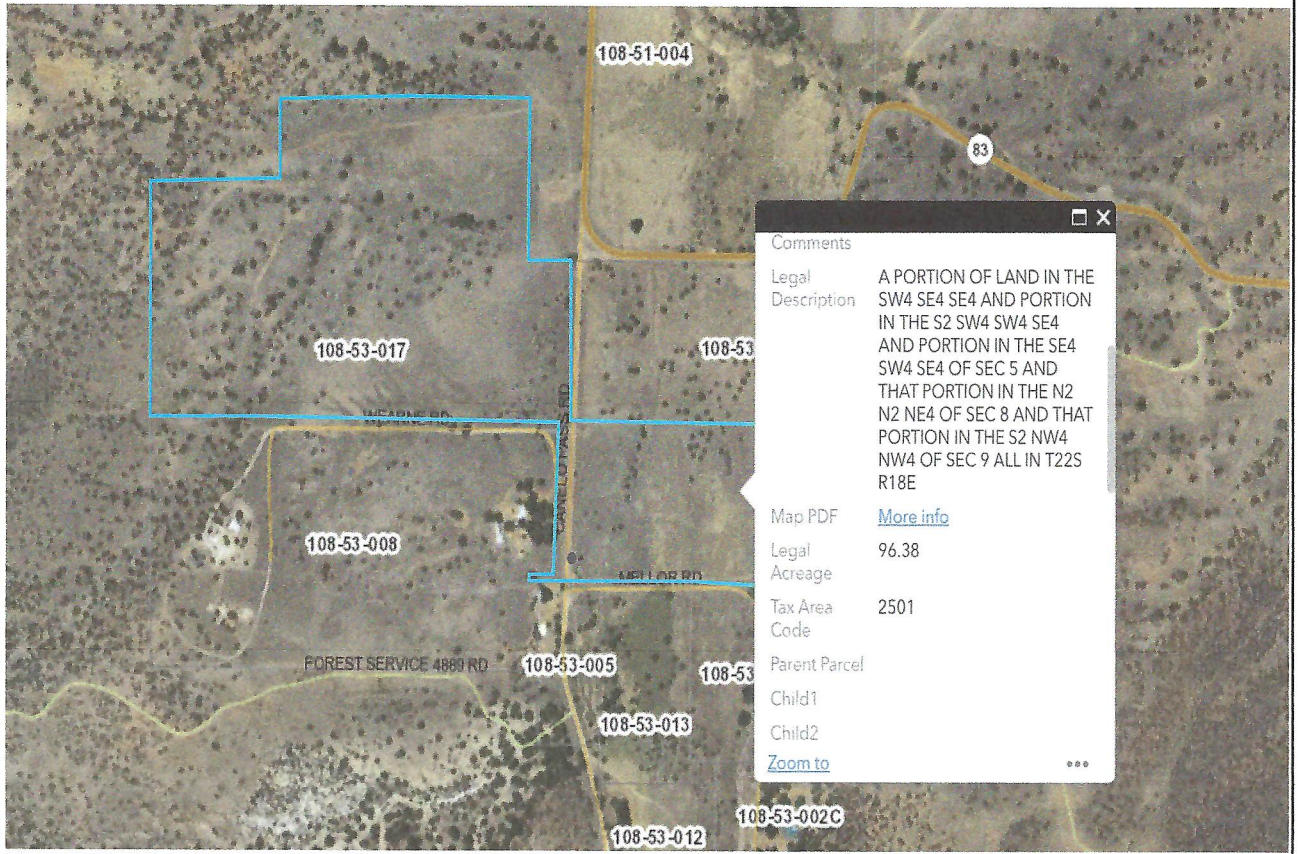 108-51-004
83
Comments
Legal
Description
A PORTION OF LAND IN THE
SW4 SE4 SE4 AND PORTION
IN THE S2 SW4 SW4 SE4
AND PORTION IN THE SE4
SW4 SE4 OF SEC 5 AND
THAT PORTION IN THE N2
N2 NE4 OF SEC 8 AND THAT
PORTION IN THE S2 NW4
NW4 OF SEC 9 ALL IN T22S
R18E
Map PDF
More info
Legal
Acreage
96.38
Tax Area
Code
2501
Parent Parcel
Child1
Child2
Zoom to
108-53-017
108-53
WEARNE RD
RD
108-53-008
MELLOR RD
FOREST SERVICE 4889 RD
108-53-005
108-53
108-53-013
108-53-002C
108-53-012